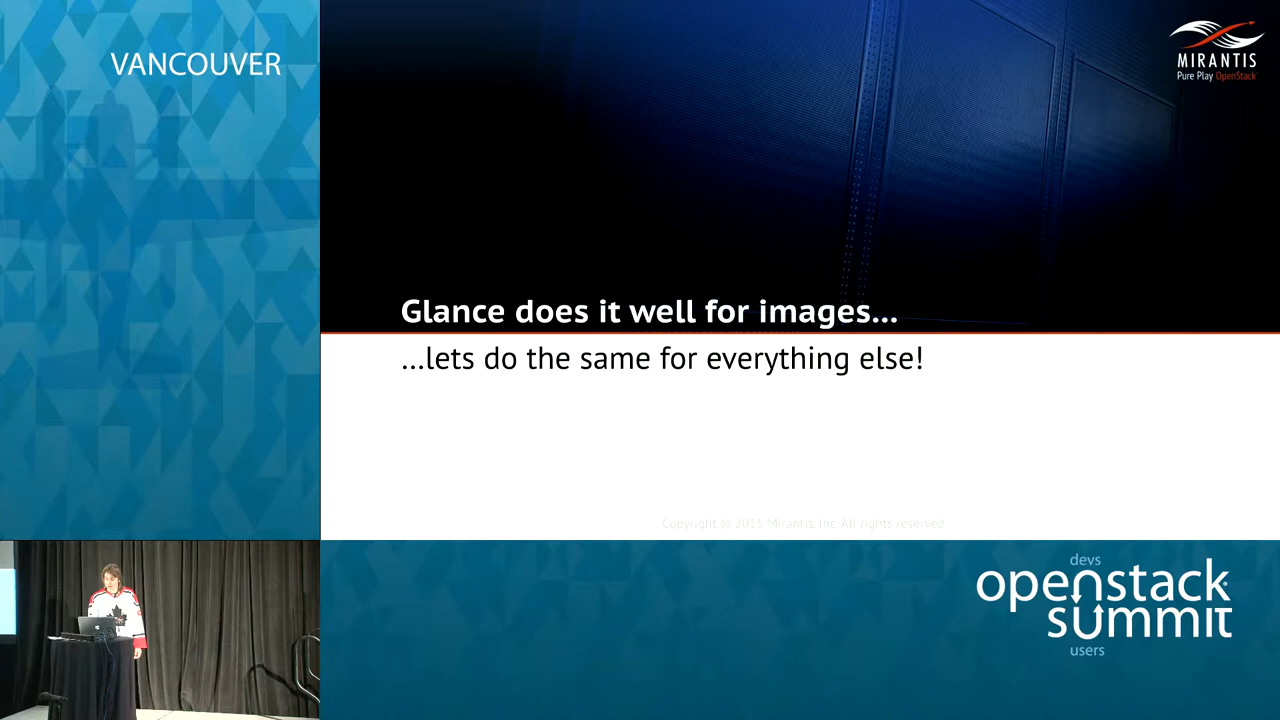 VANCOUVER
MIRANTIS
Pure Play OpenStack
Glance does it well for images...
...lets do the same for everything else!
Copyright © 2015 Mirantis, Inc. All rights reserved
devs
openstack
summit
users